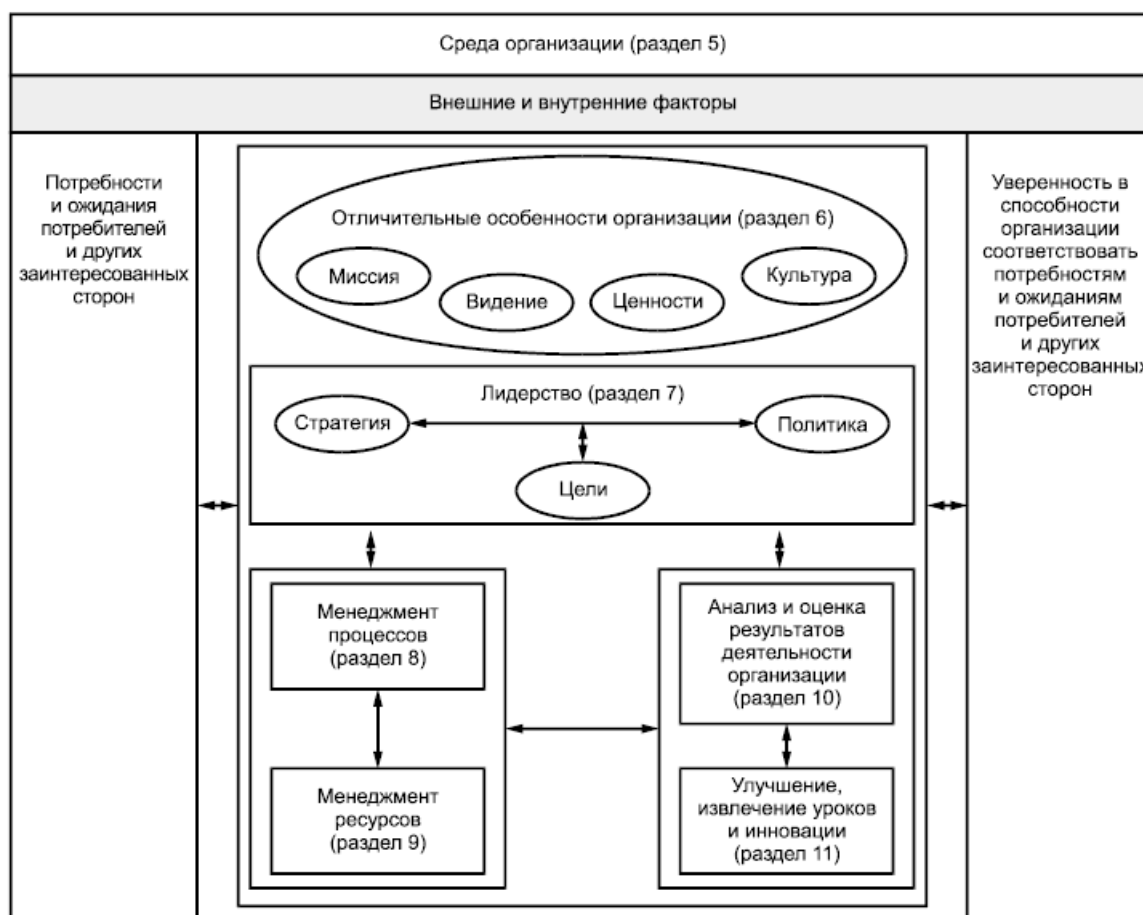 Среда организации (раздел 5)
Внешние и внутренние факторы
Потребности
и ожидания
потребителей
и других
заинтересованных
сторон
Отличительные особенности организации (раздел 6)
Миссия
Видение
Ценности
Культура
Лидерство (раздел 7)
Стратегия
Политика
Цели
Менеджмент
процессов
(раздел 8)
Менеджмент
ресурсов
(раздел 9)
Анализ и оценка
результатов
деятельности
организации
(раздел 10)
Улучшение,
извлечение уроков
и инновации
(раздел 11)
Уверенность в
способности
организации
соответствовать
потребностям
и ожиданиям
потребителей
и других
заинтересованных
сторон